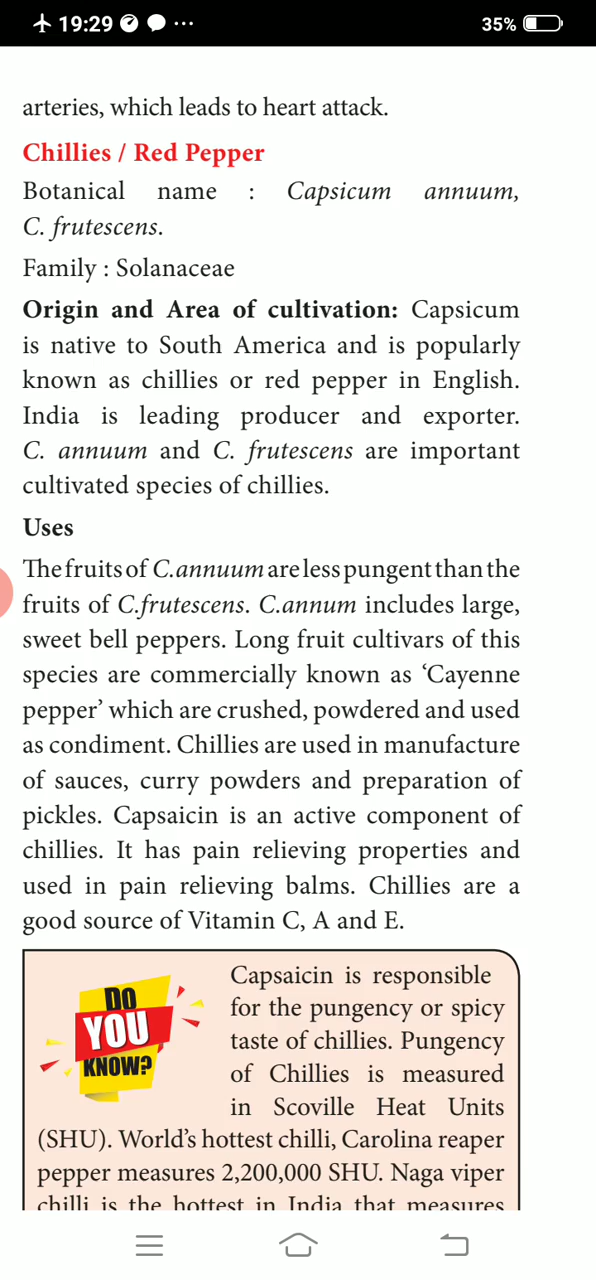 19:29 ...
35%
arteries, which leads to heart attack.
Chillies / Red Pepper
Botanical name : Capsicum annuum,
C. frutescens.
Family : Solanaceae
Origin and Area of cultivation: Capsicum
is native to South America and is popularly
known as chillies or red pepper in English.
India is leading producer and exporter.
C. annuum and C. frutescens are important
cultivated species of chillies.
Uses
The fruits of C.annuum are less pungent than the
fruits of C.frutescens. C.annum includes large,
sweet bell peppers. Long fruit cultivars of this
species are commercially known as ‘Cayenne
pepper’ which are crushed, powdered and used
as condiment. Chillies are used in manufacture
of sauces, curry powders and preparation of
pickles. Capsaicin is an active component of
chillies. It has pain relieving properties and
used in pain relieving balms. Chillies are a
good source of Vitamin C, A and E.
DO
YOU
KNOW?
Capsaicin is responsible
for the pungency or spicy
taste of chillies. Pungency
of Chillies is measured
in Scoville Heat Units
(SHU). World’s hottest chilli, Carolina reaper
pepper measures 2,200,000 SHU. Naga viper
chilli is the hottest in India that measures